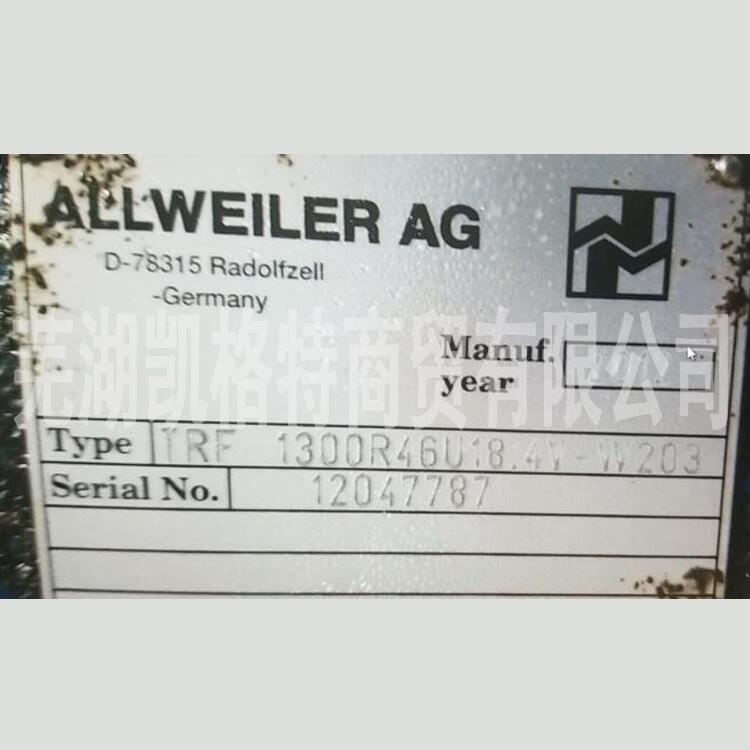 ALLWEILER AG
D-78315 Radolfzell
-Germany
芜湖凯格特商贸有限公司
Manuf.
year
Type TRF 1300R46U18.4V-W203
Serial No. 12047787